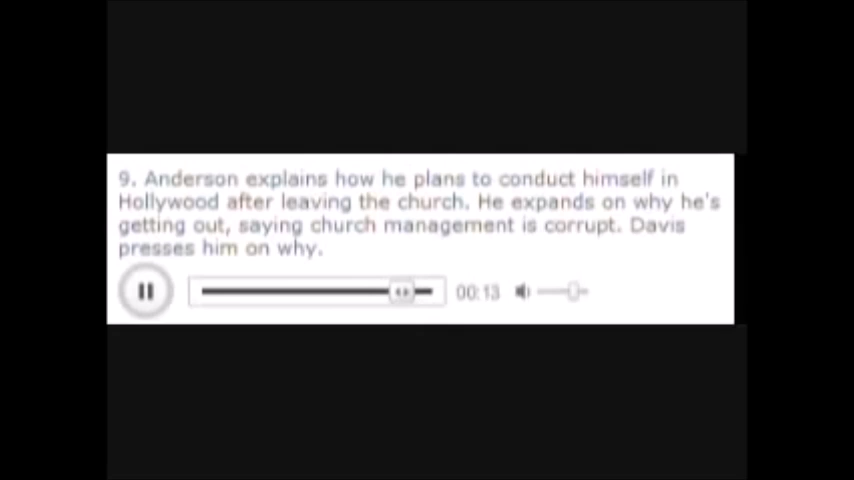 9. Anderson explains how he plans to conduct himself in
Hollywood after leaving the church. He expands on why he's
getting out, saying church management is corrupt. Davis
presses him on why.
00:13